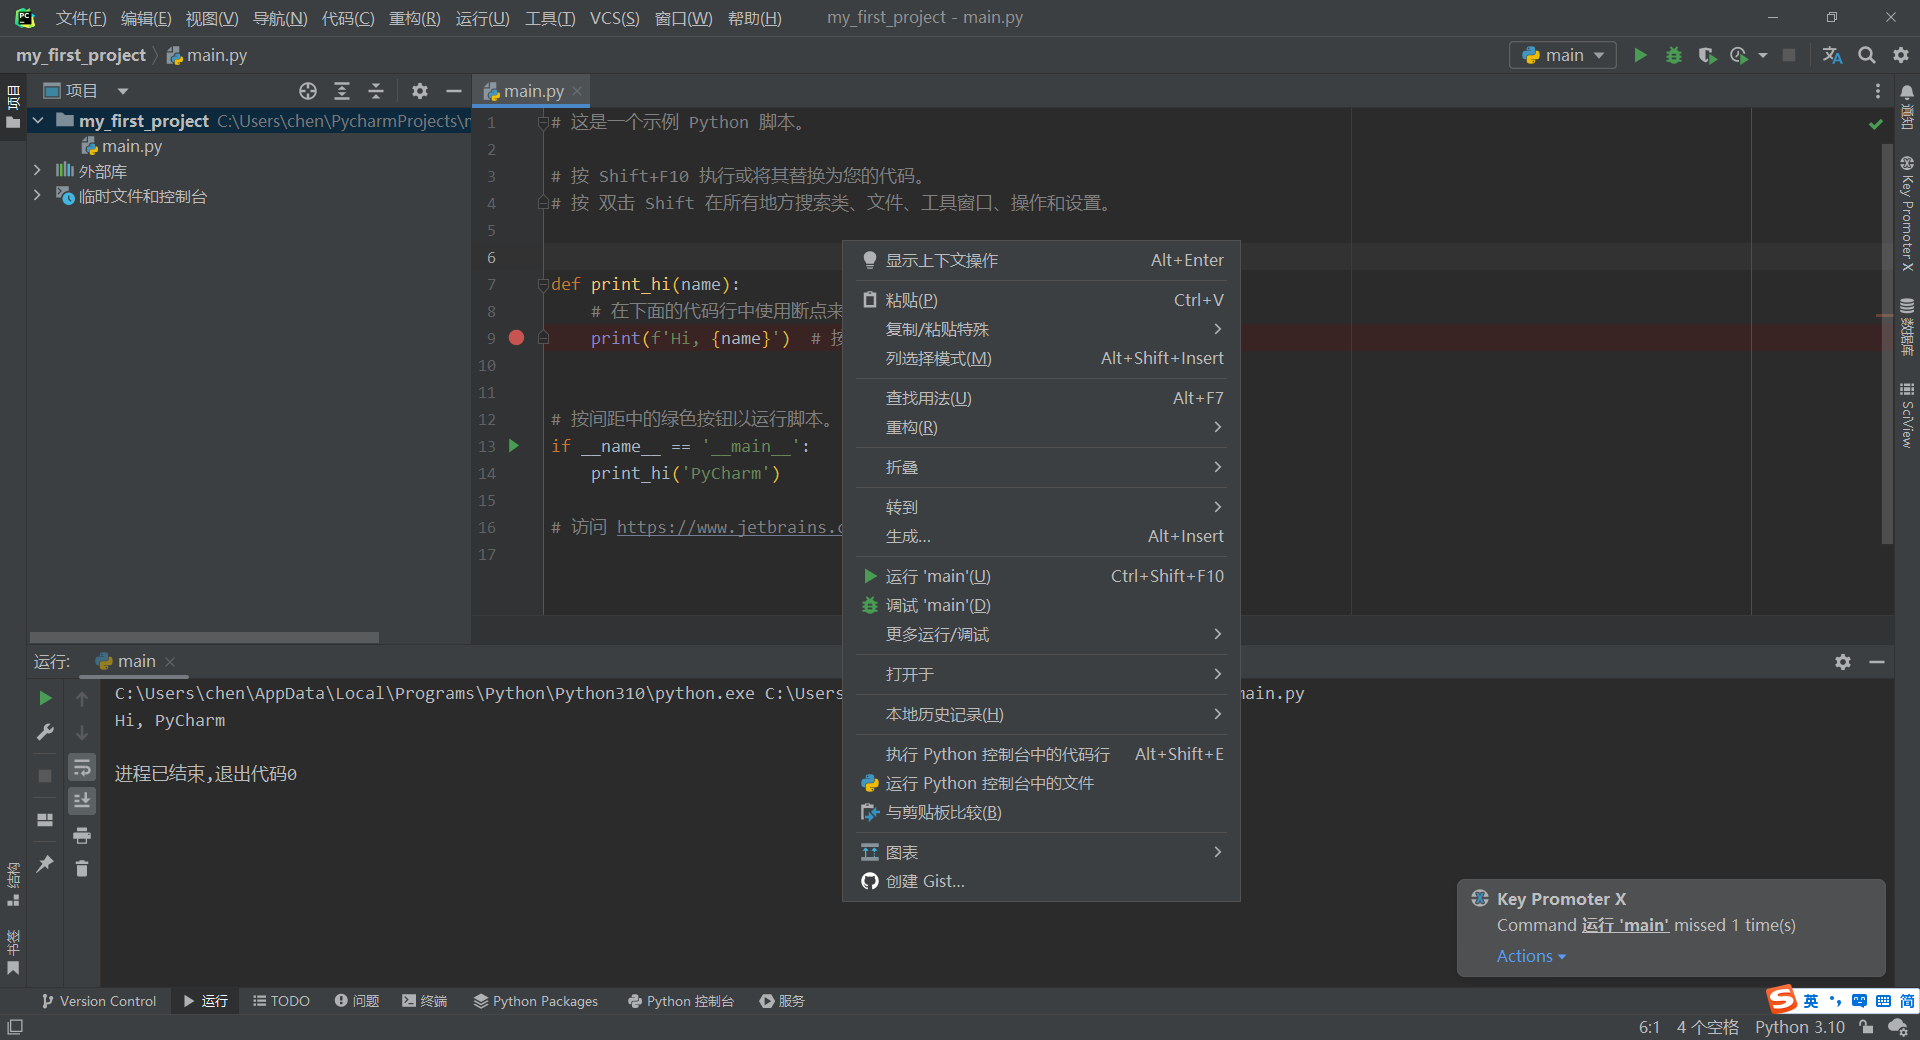 文件(F) 编辑(E) 视图(V) 导航(N) 代码(C) 重构(R) 运行(U) 工具(T) VCS(S) 窗口(W) 帮助(H) my_first_project - main.py
my_first_project main.py main
项目
项目
main.py
my_first_project C:\Users\chen\PycharmProjects\
main.py
外部库
临时文件和控制台
1 # 这是一个示例 Python 脚本。
2
3 # 按 Shift+F10 执行或将其替换为您的代码。
4 # 按 双击 Shift 在所有地方搜索类、文件、工具窗口、操作和设置。
5
6
7 def print_hi(name):
8 # 在下面的代码行中使用断点来
9 print(f'Hi, {name}') # 按
10
11
12 # 按间距中的绿色按钮以运行脚本。
13 if __name__ == '__main__':
14 print_hi('PyCharm')
15
16 # 访问 https://www.jetbrains.c
17
显示上下文操作 Alt+Enter
粘贴(P) Ctrl+V
复制/粘贴特殊
列选择模式(M) Alt+Shift+Insert
查找用法(U) Alt+F7
重构(R)
折叠
转到
生成... Alt+Insert
运行 'main'(U) Ctrl+Shift+F10
调试 'main'(D)
更多运行/调试
打开于
本地历史记录(H)
执行 Python 控制台中的代码行 Alt+Shift+E
运行 Python 控制台中的文件
与剪贴板比较(B)
图表
创建 Gist...
通知
Key Promoter X
数据库
SciView
运行: main
C:\Users\chen\AppData\Local\Programs\Python\Python310\python.exe C:\Users main.py
Hi, PyCharm
进程已结束,退出代码0
结构
书签
Key Promoter X
Command 运行 'main' missed 1 time(s)
Actions
Version Control 运行 TODO 问题 终端 Python Packages Python 控制台 服务
英 简
6:1 4 个空格 Python 3.10